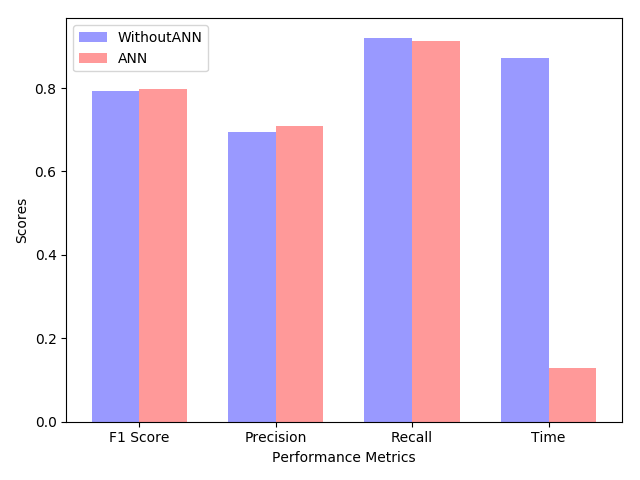 WithoutANN
ANN
0.8
0.6
0.4
0.2
0.0
Scores
F1 Score Precision Recall Time
Performance Metrics